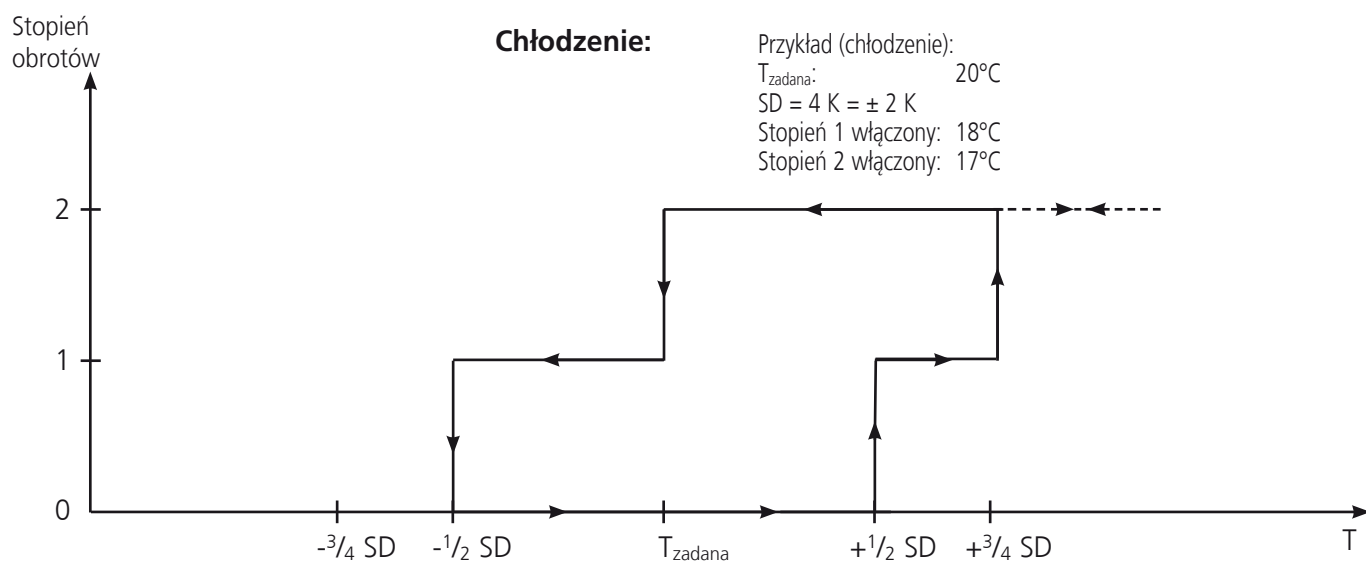 Stopień
obrotów
Chłodzenie:
Przykład (chłodzenie):
Tzadana: 20°C
SD = 4 K = ± 2 K
Stopień 1 włączony: 18°C
Stopień 2 włączony: 17°C
2
1
0
-3/4 SD -1/2 SD Tzadana +1/2 SD +3/4 SD T